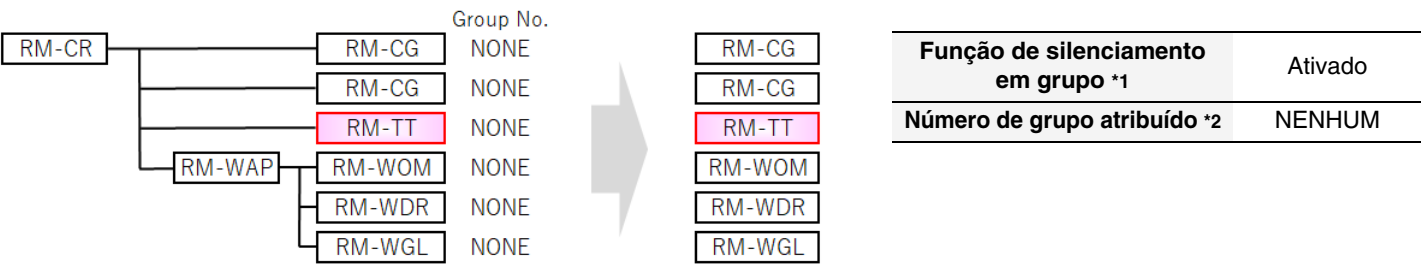 Group No.
RM-CR RM-CG NONE RM-CG
RM-CG NONE RM-CG
RM-TT NONE RM-TT
RM-WAP RM-WOM NONE RM-WOM
RM-WDR NONE RM-WDR
RM-WGL NONE RM-WGL
Função de silenciamento
em grupo *1
Ativado
Número de grupo atribuído *2 NENHUM